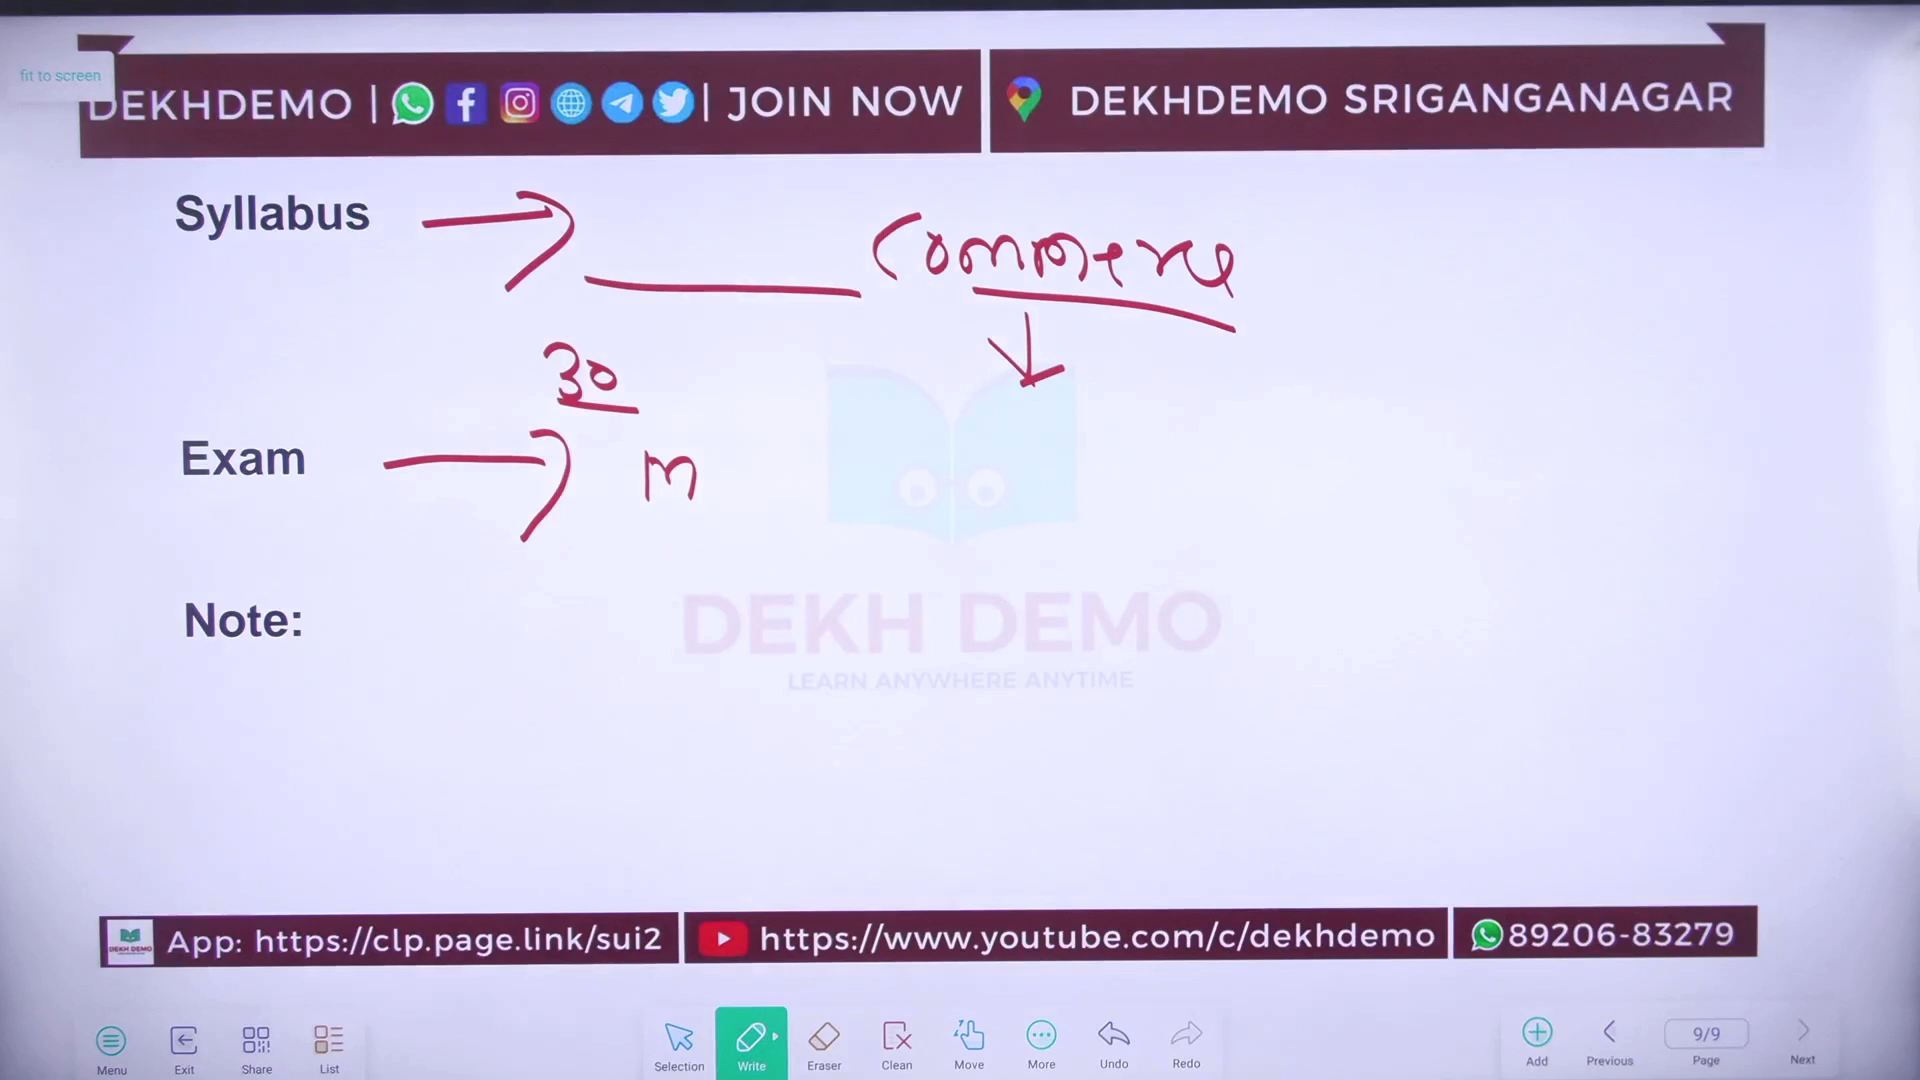 fit to screen
DEKHDEMO | | JOIN NOW
DEKHDEMO SRIGANGANAGAR
Syllabus
Commerce
30
Exam
m
Note:
DEKH DEMO
LEARN ANYWHERE ANYTIME
DEKH DEMO
App: https://clp.page.link/sui2
https://www.youtube.com/c/dekhdemo
89206-83279
Menu Exit Share List Selection Write Eraser Clean Move More Undo Redo Add Previous 9/9 Page Next